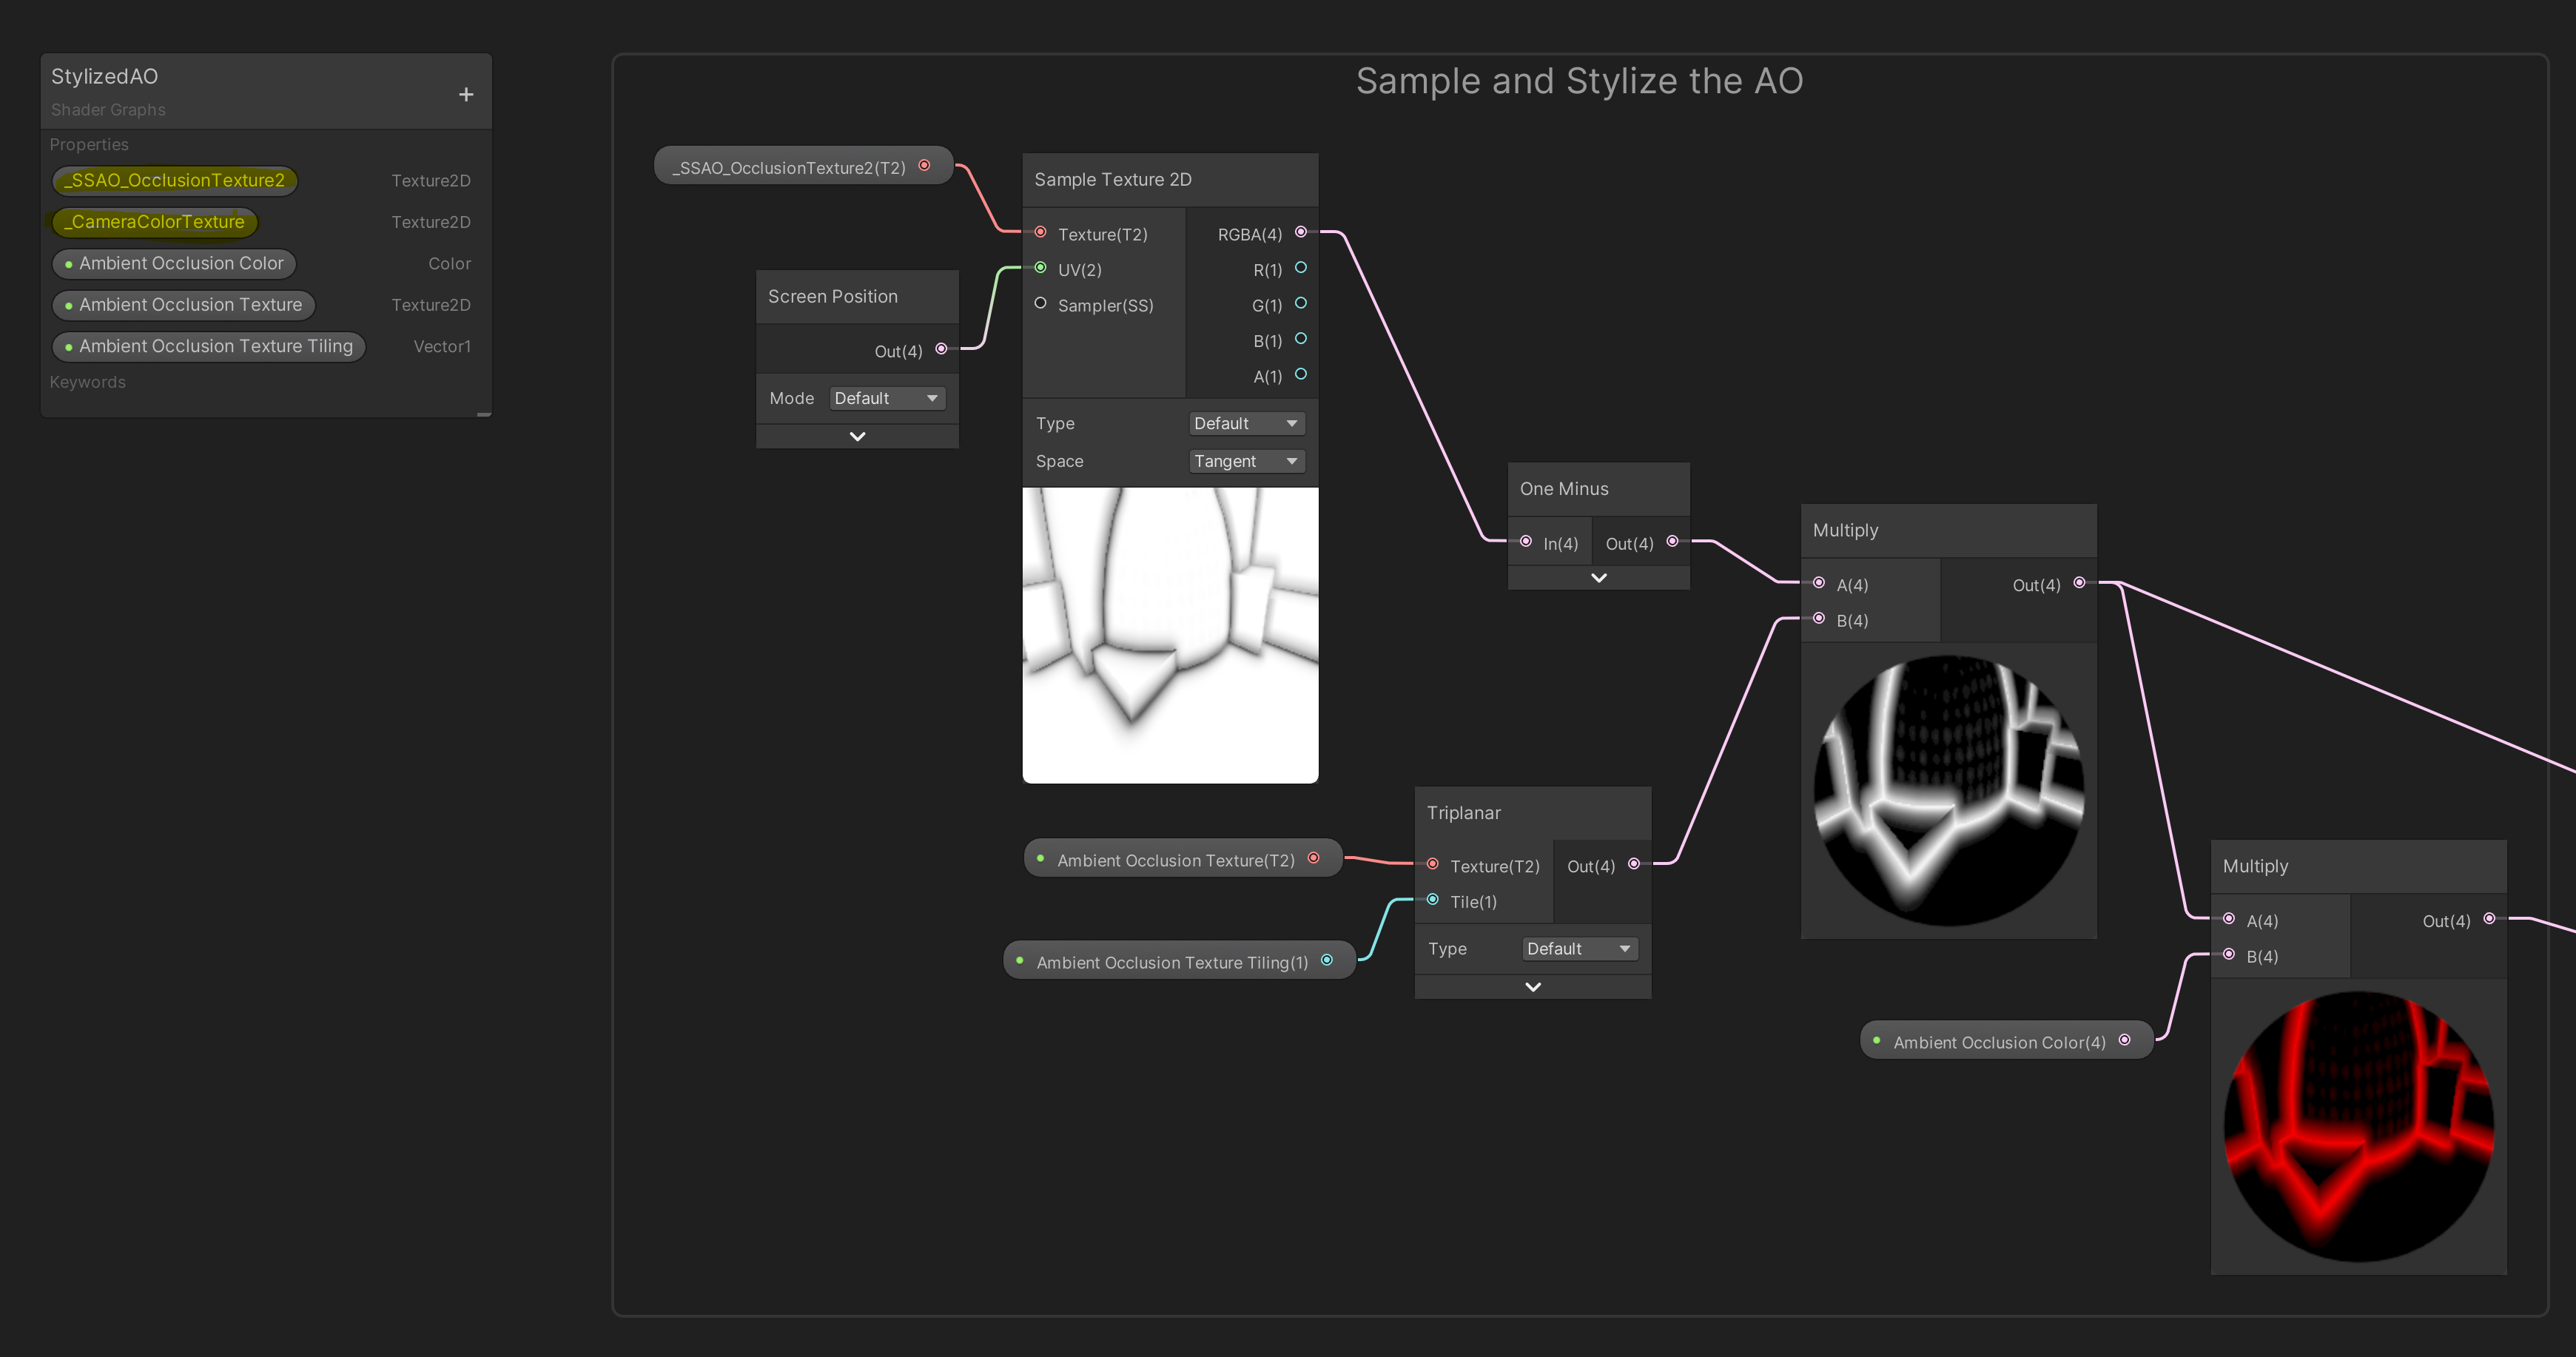 StylizedAO
Shader Graphs
+
Properties
_SSAO_OcclusionTexture2 Texture2D
_CameraColorTexture Texture2D
Ambient Occlusion Color Color
Ambient Occlusion Texture Texture2D
Ambient Occlusion Texture Tiling Vector1
Keywords
Sample and Stylize the AO
_SSAO_OcclusionTexture2(T2)
Screen Position
Out(4)
Mode Default
Sample Texture 2D
Texture(T2) RGBA(4)
UV(2) R(1)
Sampler(SS) G(1)
B(1)
A(1)
Type Default
Space Tangent
One Minus
In(4) Out(4)
Ambient Occlusion Texture(T2)
Ambient Occlusion Texture Tiling(1)
Triplanar
Texture(T2) Out(4)
Tile(1)
Type Default
Multiply
A(4) Out(4)
B(4)
Ambient Occlusion Color(4)
Multiply
A(4) Out(4)
B(4)